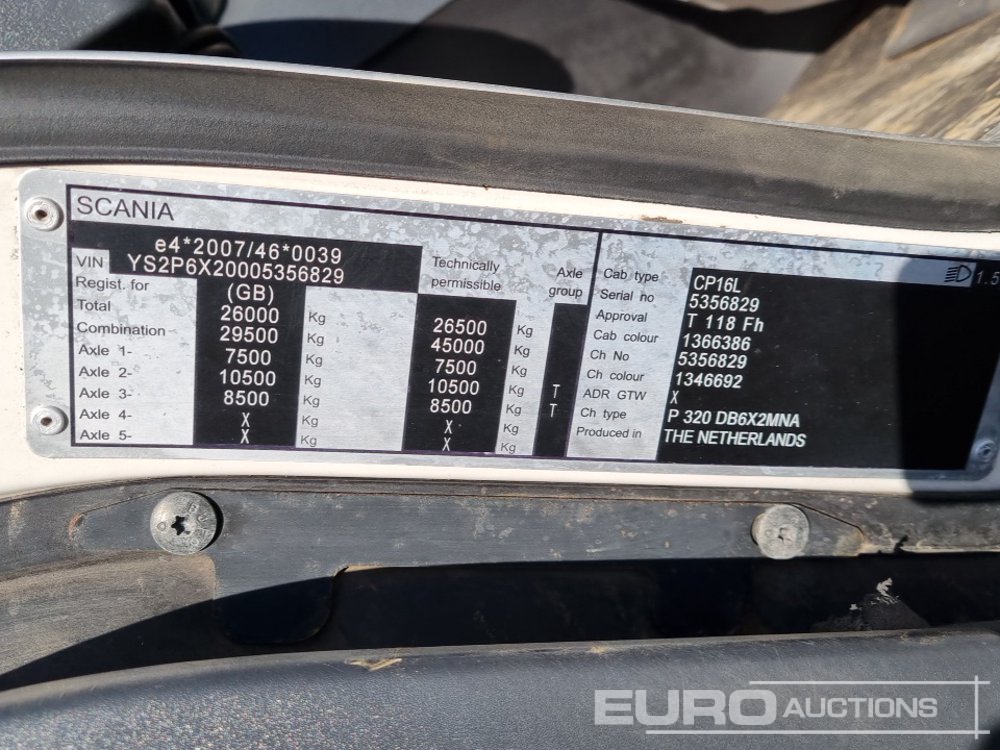 SCANIA
e4*2007/46*0039
VIN YS2P6X20005356829
Regist. for (GB) Technically permissible Axle group
Total 26000 Kg 26500 Kg
Combination 29500 Kg 45000 Kg
Axle 1- 7500 Kg 7500 Kg
Axle 2- 10500 Kg 10500 Kg T
Axle 3- 8500 Kg 8500 Kg T
Axle 4- X Kg X Kg
Axle 5- X Kg X Kg
Cab type CP16L
Serial no 5356829
Approval T 118 Fh
Cab colour 1366386
Ch No 5356829
Ch colour 1346692
ADR GTW X
Ch type P 320 DB6X2MNA
Produced in THE NETHERLANDS
1.5
EURO AUCTIONS